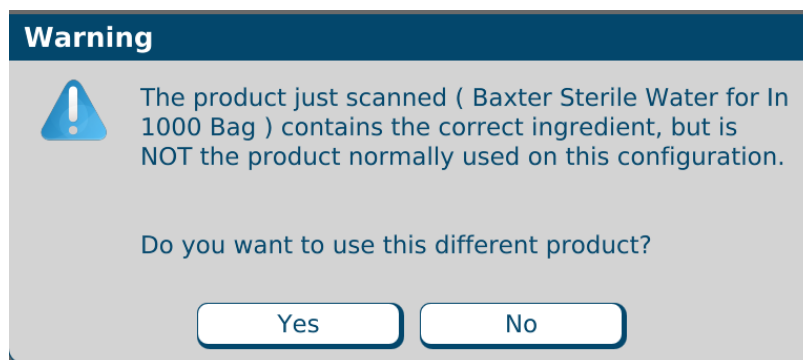 Warning
The product just scanned ( Baxter Sterile Water for In
1000 Bag ) contains the correct ingredient, but is
NOT the product normally used on this configuration.
Do you want to use this different product?
Yes
No